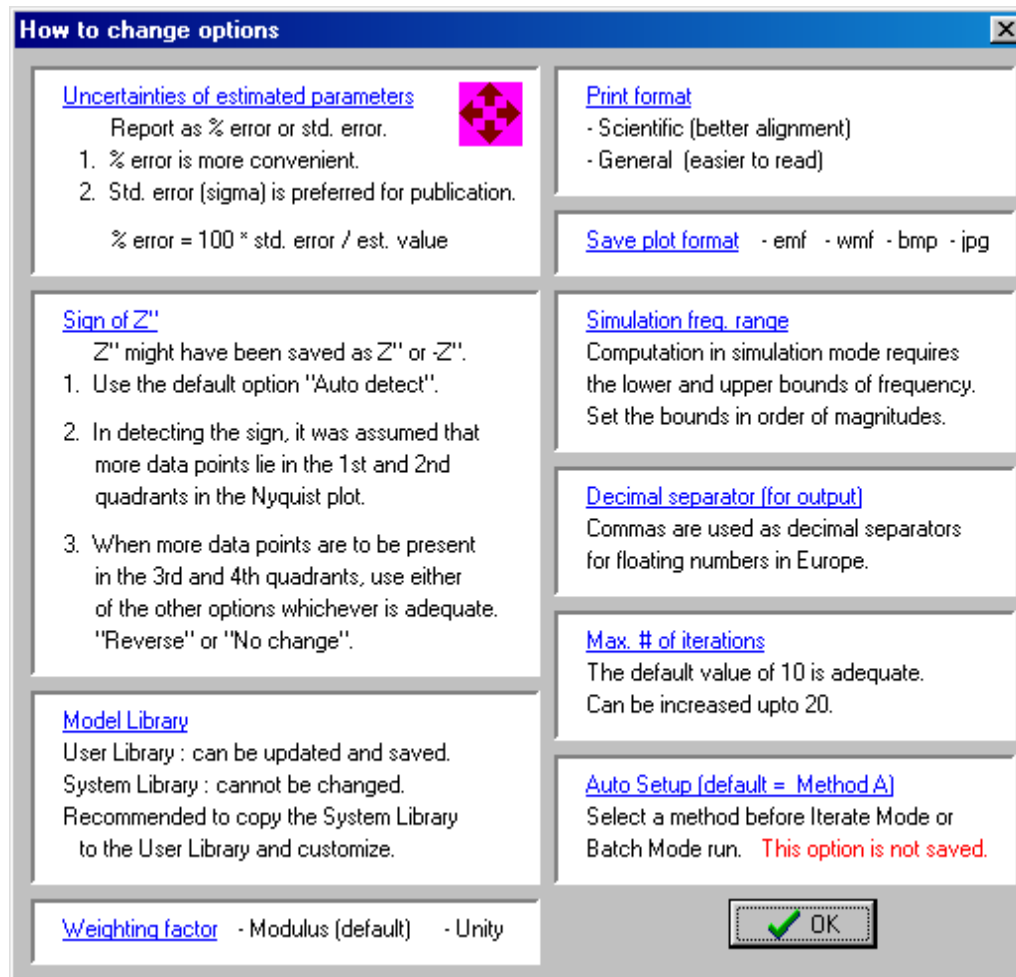 How to change options
Uncertainties of estimated parameters
Report as % error or std. error.
1. % error is more convenient.
2. Std. error (sigma) is preferred for publication.
% error = 100 * std. error / est. value
Sign of Z"
Z" might have been saved as Z" or -Z".
1. Use the default option "Auto detect".
2. In detecting the sign, it was assumed that
more data points lie in the 1st and 2nd
quadrants in the Nyquist plot.
3. When more data points are to be present
in the 3rd and 4th quadrants, use either
of the other options whichever is adequate.
"Reverse" or "No change".
Model Library
User Library : can be updated and saved.
System Library : cannot be changed.
Recommended to copy the System Library
to the User Library and customize.
Weighting factor - Modulus (default) - Unity
Print format
- Scientific (better alignment)
- General (easier to read)
Save plot format - emf - wmf - bmp - jpg
Simulation freq. range
Computation in simulation mode requires
the lower and upper bounds of frequency.
Set the bounds in order of magnitudes.
Decimal separator (for output)
Commas are used as decimal separators
for floating numbers in Europe.
Max. # of iterations
The default value of 10 is adequate.
Can be increased upto 20.
Auto Setup (default = Method A)
Select a method before Iterate Mode or
Batch Mode run. This option is not saved.
OK